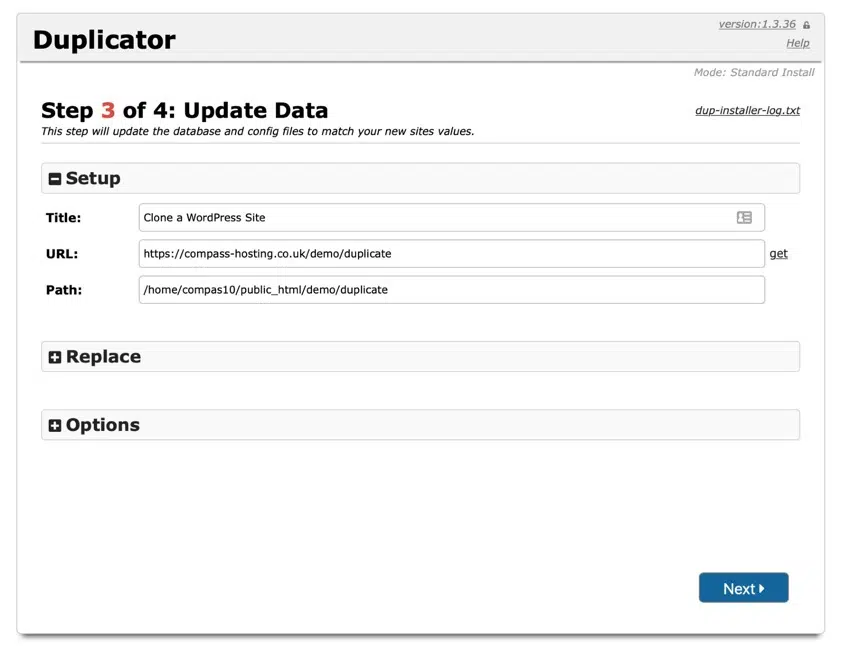 version:1.3.36
Duplicator
Help
Mode: Standard Install
Step 3 of 4: Update Data
dup-installer-log.txt
This step will update the database and config files to match your new sites values.
Setup
Title: Clone a WordPress Site
URL: https://compass-hosting.co.uk/demo/duplicate get
Path: /home/compas10/public_html/demo/duplicate
Replace
Options
Next